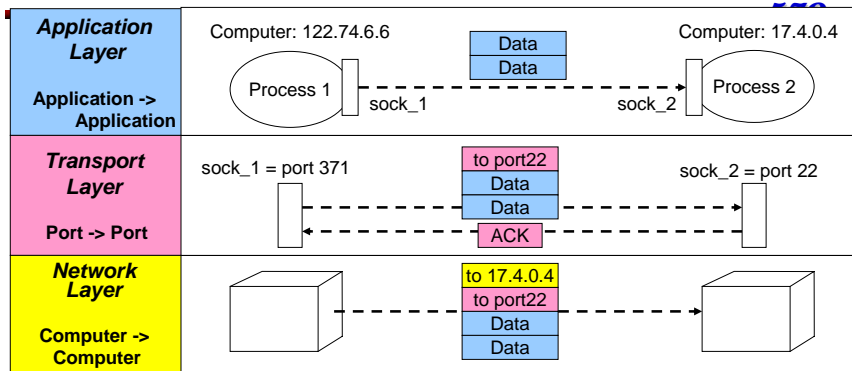 Application
Layer
Application ->
Application
Computer: 122.74.6.6
Computer: 17.4.0.4
Data
Data
Process 1
sock_1
sock_2
Process 2
Transport
Layer
Port -> Port
sock_1 = port 371
sock_2 = port 22
to port22
Data
Data
ACK
Network
Layer
Computer ->
Computer
to 17.4.0.4
to port22
Data
Data